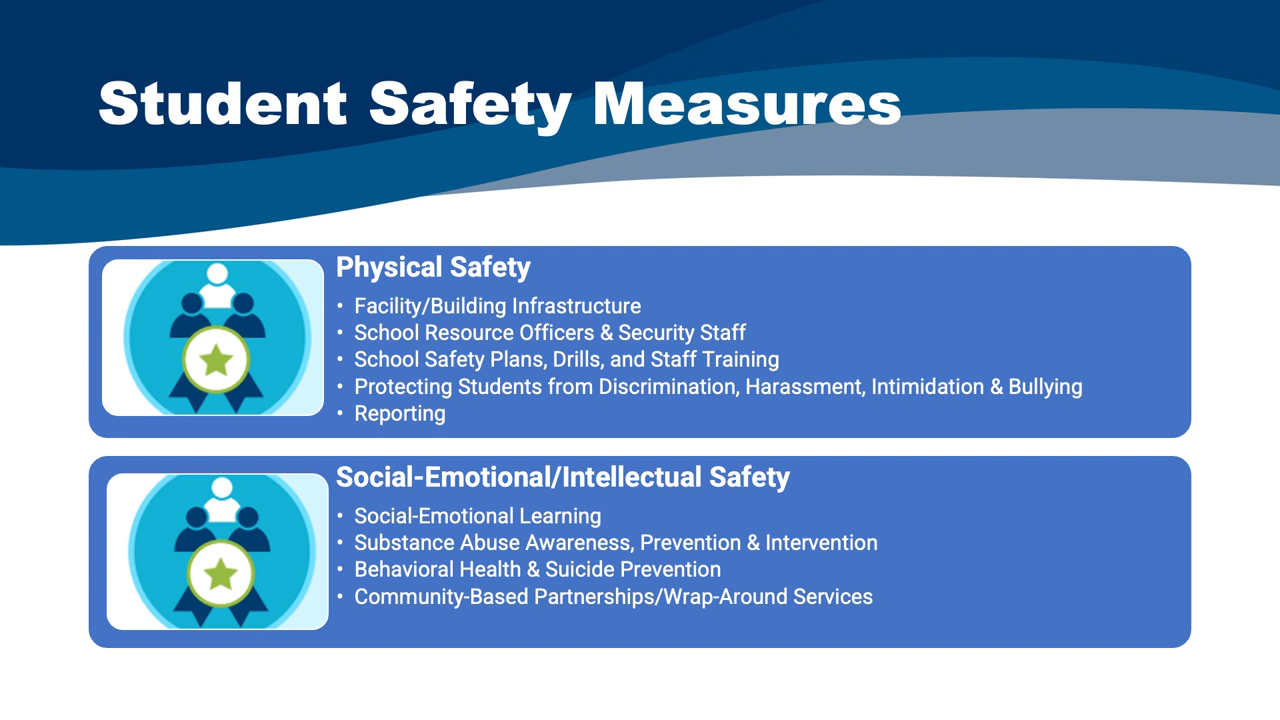 Student Safety Measures
Physical Safety
• Facility/Building Infrastructure
• School Resource Officers & Security Staff
• School Safety Plans, Drills, and Staff Training
• Protecting Students from Discrimination, Harassment, Intimidation & Bullying
• Reporting
Social-Emotional/Intellectual Safety
• Social-Emotional Learning
• Substance Abuse Awareness, Prevention & Intervention
• Behavioral Health & Suicide Prevention
• Community-Based Partnerships/Wrap-Around Services